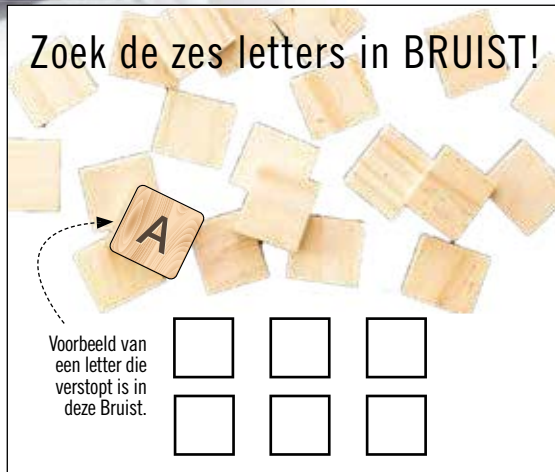 Zoek de zes letters in BRUIST!
A
Voorbeeld van
een letter die
verstopt is in
deze Bruist.